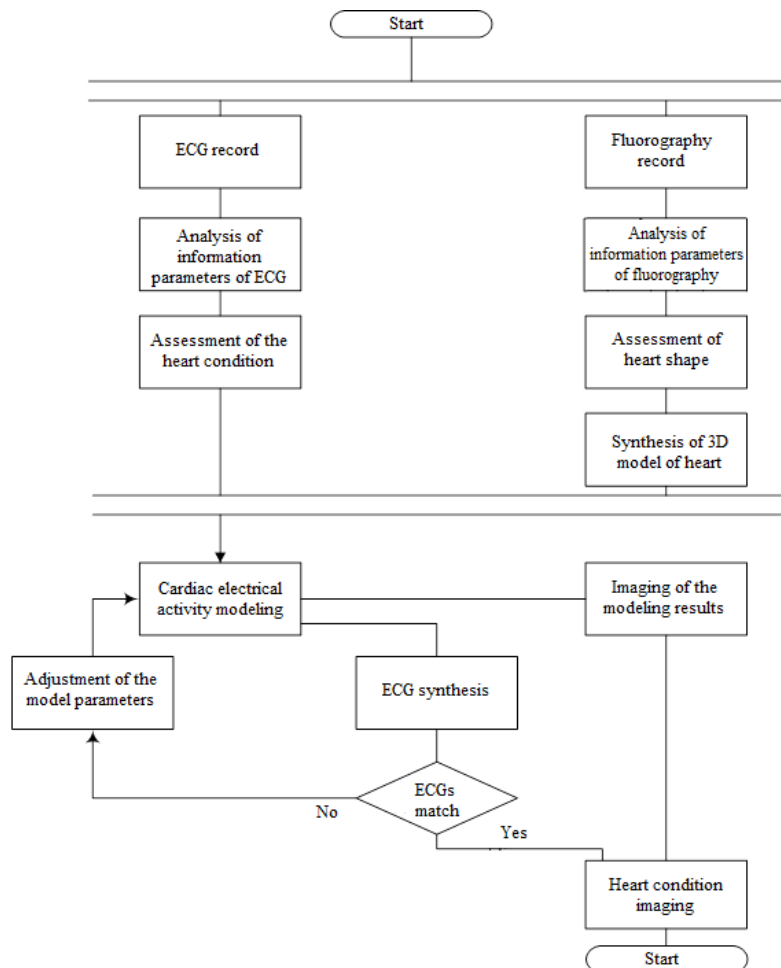 Start
ECG record
Fluorography
record
Analysis of
information
parameters of ECG
Analysis of
information parameters
of fluorography
Assessment of the
heart condition
Assessment of
heart shape
Synthesis of 3D
model of heart
Cardiac electrical
activity modeling
Imaging of the
modeling results
Adjustment of the
model parameters
ECG synthesis
ECGs
match
No
Yes
Heart condition
imaging
Start